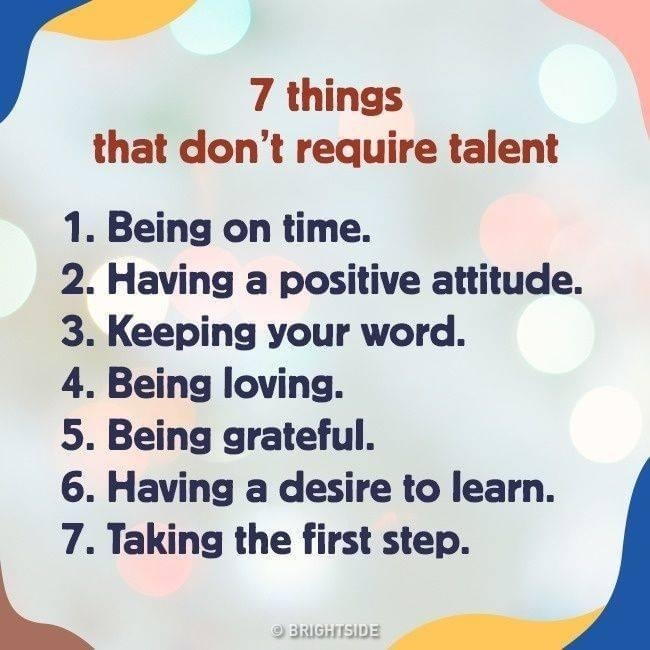 7 things
that don't require talent
1. Being on time.
2. Having a positive attitude.
3. Keeping your word.
4. Being loving.
5. Being grateful.
6. Having a desire to learn.
7. Taking the first step.
© BRIGHTSIDE